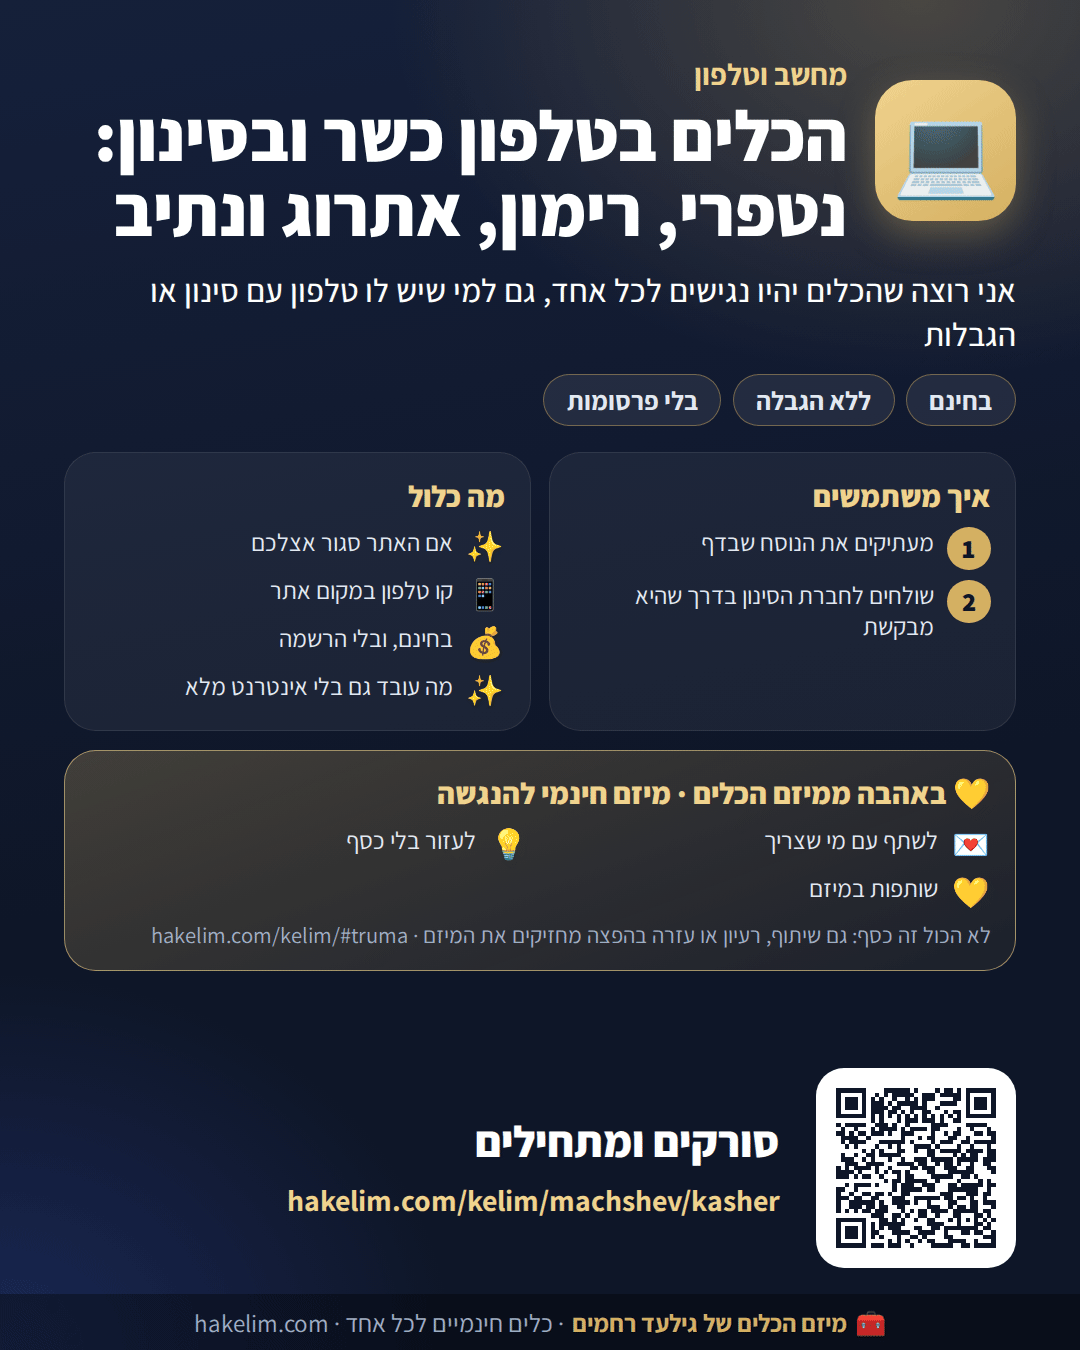 מחשב וטלפון
הכלים בטלפון כשר ובסינון:
נטפרי, רימון, אתרוג ונתיב
אני רוצה שהכלים יהיו נגישים לכל אחד, גם למי שיש לו טלפון עם סינון או
הגבלות
בחינם
ללא הגבלה
בלי פרסומות
איך משתמשים
1 מעתיקים את הנוסח שבדף
2 שולחים לחברת הסינון בדרך שהיא
מבקשת
מה כלול
אם האתר סגור אצלכם
קו טלפון במקום אתר
בחינם, ובלי הרשמה
מה עובד גם בלי אינטרנט מלא
באהבה ממיזם הכלים · מיזם חינמי להנגשה
לשתף עם מי שצריך
לעזור בלי כסף
שותפות במיזם
לא הכול זה כסף: גם שיתוף, רעיון או עזרה בהפצה מחזיקים את המיזם · hakelim.com/kelim/#truma
סורקים ומתחילים
hakelim.com/kelim/machshev/kasher
מיזם הכלים של גילעד רחמים · כלים חינמיים לכל אחד · hakelim.com